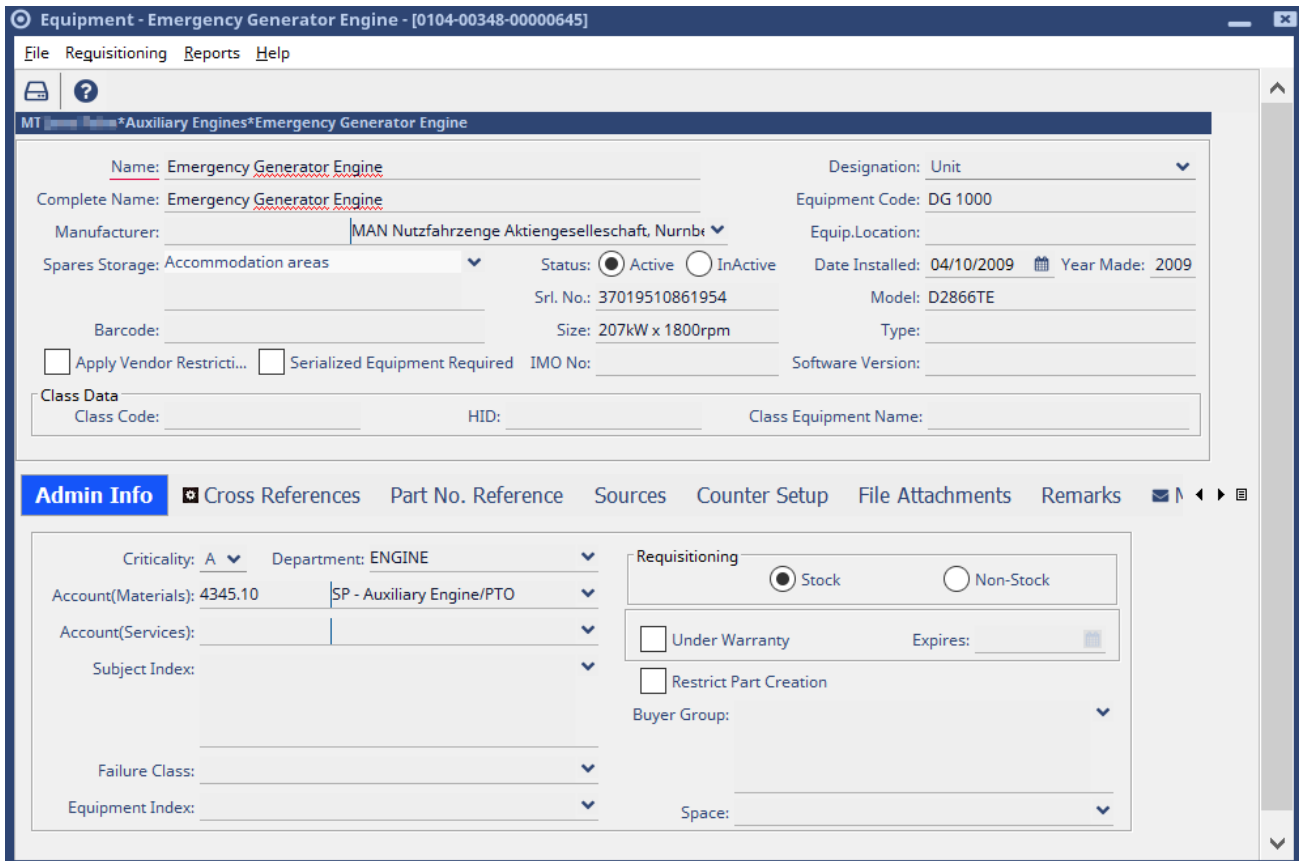 Equipment - Emergency Generator Engine - [0104-00348-00000645]
File Requisitioning Reports Help
MT *Auxiliary Engines*Emergency Generator Engine
Name: Emergency Generator Engine Designation: Unit
Complete Name: Emergency Generator Engine Equipment Code: DG 1000
Manufacturer: MAN Nutzfahrzenge Aktiengeselleschaft, Nurnbe Equip.Location:
Spares Storage: Accommodation areas Status: Active InActive Date Installed: 04/10/2009 Year Made: 2009
Srl. No.: 37019510861954 Model: D2866TE
Barcode: Size: 207kW x 1800rpm Type:
Apply Vendor Restricti... Serialized Equipment Required IMO No: Software Version:
Class Data
Class Code: HID: Class Equipment Name:
Admin Info Cross References Part No. Reference Sources Counter Setup File Attachments Remarks
Criticality: A Department: ENGINE Requisitioning
Stock Non-Stock
Account(Materials): 4345.10 SP - Auxiliary Engine/PTO
Account(Services): Under Warranty Expires:
Subject Index: Restrict Part Creation
Buyer Group:
Failure Class:
Equipment Index: Space: